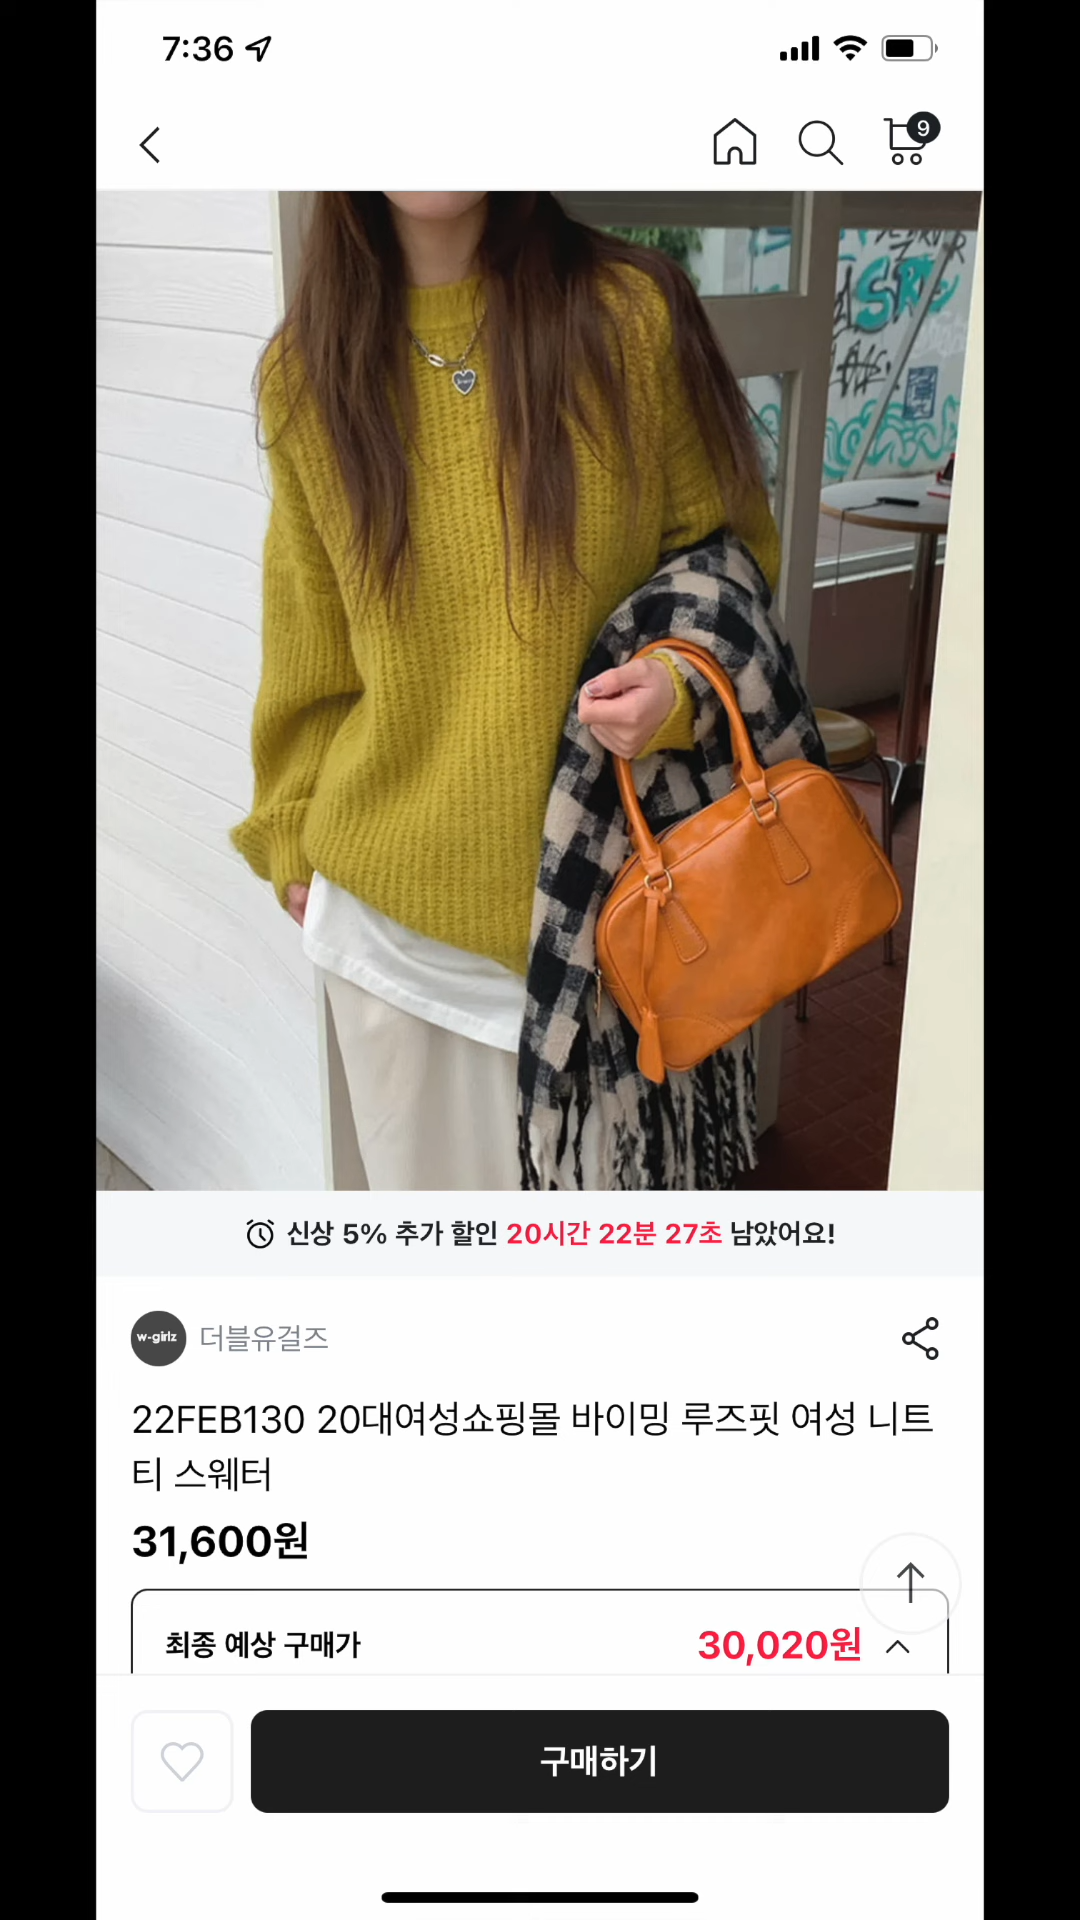 7:36
9
신상 5% 추가 할인 20시간 22분 27초 남았어요!
w-girlz 더블유걸즈
22FEB130 20대여성쇼핑몰 바이밍 루즈핏 여성 니트
티 스웨터
31,600원
최종 예상 구매가 30,020원
구매하기